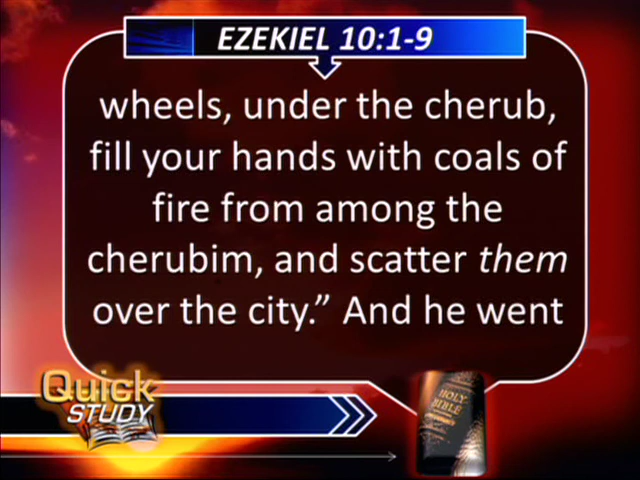 EZEKIEL 10:1-9
wheels, under the cherub,
fill your hands with coals of
fire from among the
cherubim, and scatter them
over the city.” And he went
Quick
STUDY
HOLY
BIBLE